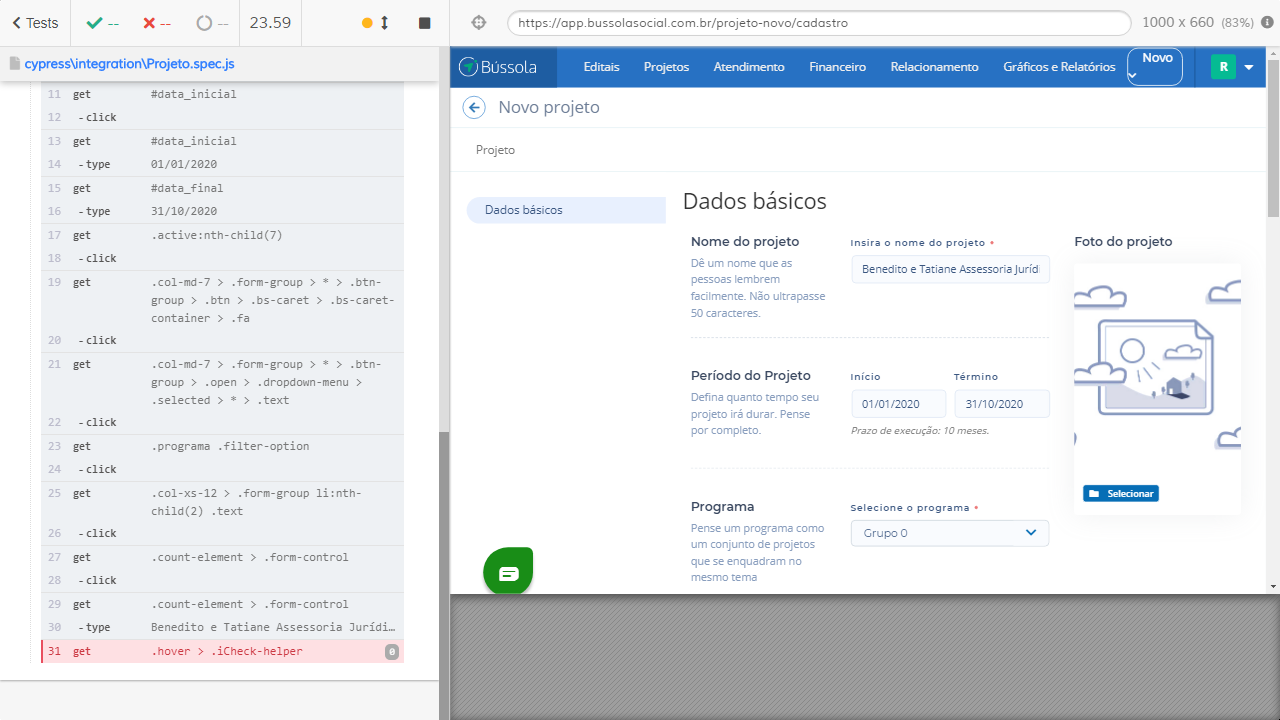 Tests
--
--
--
23.59
https://app.bussolasocial.com.br/projeto-novo/cadastro
1000 x 660 (83%)
cypress\integration\Projeto.spec.js
11 get #data_inicial
12 -click
13 get #data_inicial
14 -type 01/01/2020
15 get #data_final
16 -type 31/10/2020
17 get .active:nth-child(7)
18 -click
19 get .col-md-7 > .form-group > * > .btn-
group > .btn > .bs-caret > .bs-caret-
container > .fa
20 -click
21 get .col-md-7 > .form-group > * > .btn-
group > .open > .dropdown-menu >
.selected > * > .text
22 -click
23 get .programa .filter-option
24 -click
25 get .col-xs-12 > .form-group li:nth-
child(2) .text
26 -click
27 get .count-element > .form-control
28 -click
29 get .count-element > .form-control
30 -type Benedito e Tatiane Assessoria Jurídi…
31 get .hover > .iCheck-helper 0
Bússola
Editais
Projetos
Atendimento
Financeiro
Relacionamento
Gráficos e Relatórios
Novo
R
Novo projeto
Projeto
Dados básicos
Dados básicos
Nome do projeto
Dê um nome que as
pessoas lembrem
facilmente. Não ultrapasse
50 caracteres.
Insira o nome do projeto *
Benedito e Tatiane Assessoria Jurídi
Foto do projeto
Selecionar
Período do Projeto
Defina quanto tempo seu
projeto irá durar. Pense
por completo.
Início
Término
01/01/2020
31/10/2020
Prazo de execução: 10 meses.
Programa
Pense um programa como
um conjunto de projetos
que se enquadram no
mesmo tema
Selecione o programa *
Grupo 0